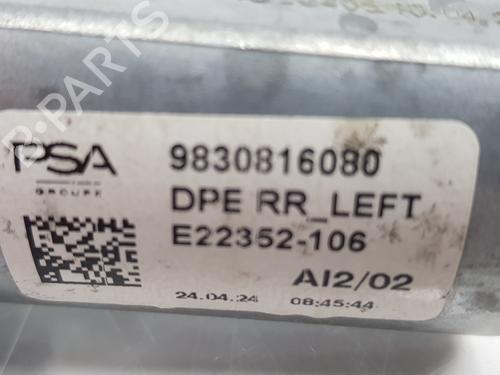 PSA
GROUPE
9830816080
DPE RR_LEFT
E22352-106
AI2/02
24.04.24 08:45:44
B-PARTS